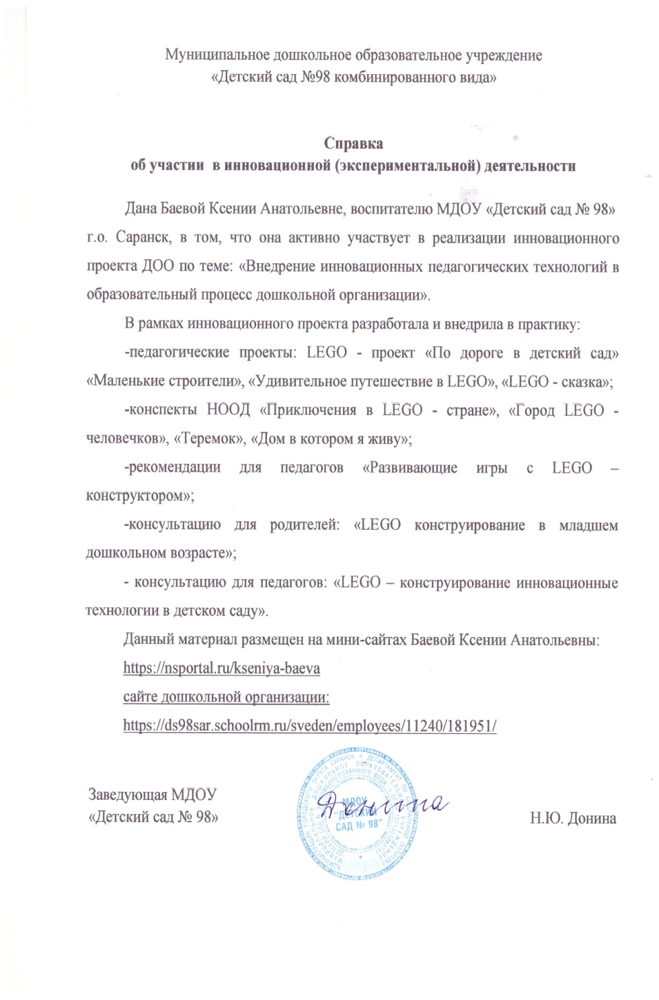 Муниципальное дошкольное образовательное учреждение
«Детский сад №98 комбинированного вида»
Справка
об участии в инновационной (экспериментальной) деятельности
Дана Баевой Ксении Анатольевне, воспитателю МДОУ «Детский сад № 98»
г.о. Саранск, в том, что она активно участвует в реализации инновационного
проекта ДОО по теме: «Внедрение инновационных педагогических технологий в
образовательный процесс дошкольной организации».
В рамках инновационного проекта разработала и внедрила в практику:
-педагогические проекты: LEGO - проект «По дороге в детский сад»
«Маленькие строители», «Удивительное путешествие в LEGO», «LEGO - сказка»;
-конспекты НООД «Приключения в LEGO - стране», «Город LEGO -
человечков», «Теремок», «Дом в котором я живу»;
-рекомендации для педагогов «Развивающие игры с LEGO –
конструктором»;
-консультацию для родителей: «LEGO конструирование в младшем
дошкольном возрасте»;
- консультацию для педагогов: «LEGO – конструирование инновационные
технологии в детском саду».
Данный материал размещен на мини-сайтах Баевой Ксении Анатольевны:
https://nsportal.ru/kseniya-baeva
сайте дошкольной организации:
https://ds98sar.schoolrm.ru/sveden/employees/11240/181951/
Заведующая МДОУ
«Детский сад № 98»
Донина
МДОУ
"ДЕТСКИЙ
САД № 98"
Н.Ю. Донина